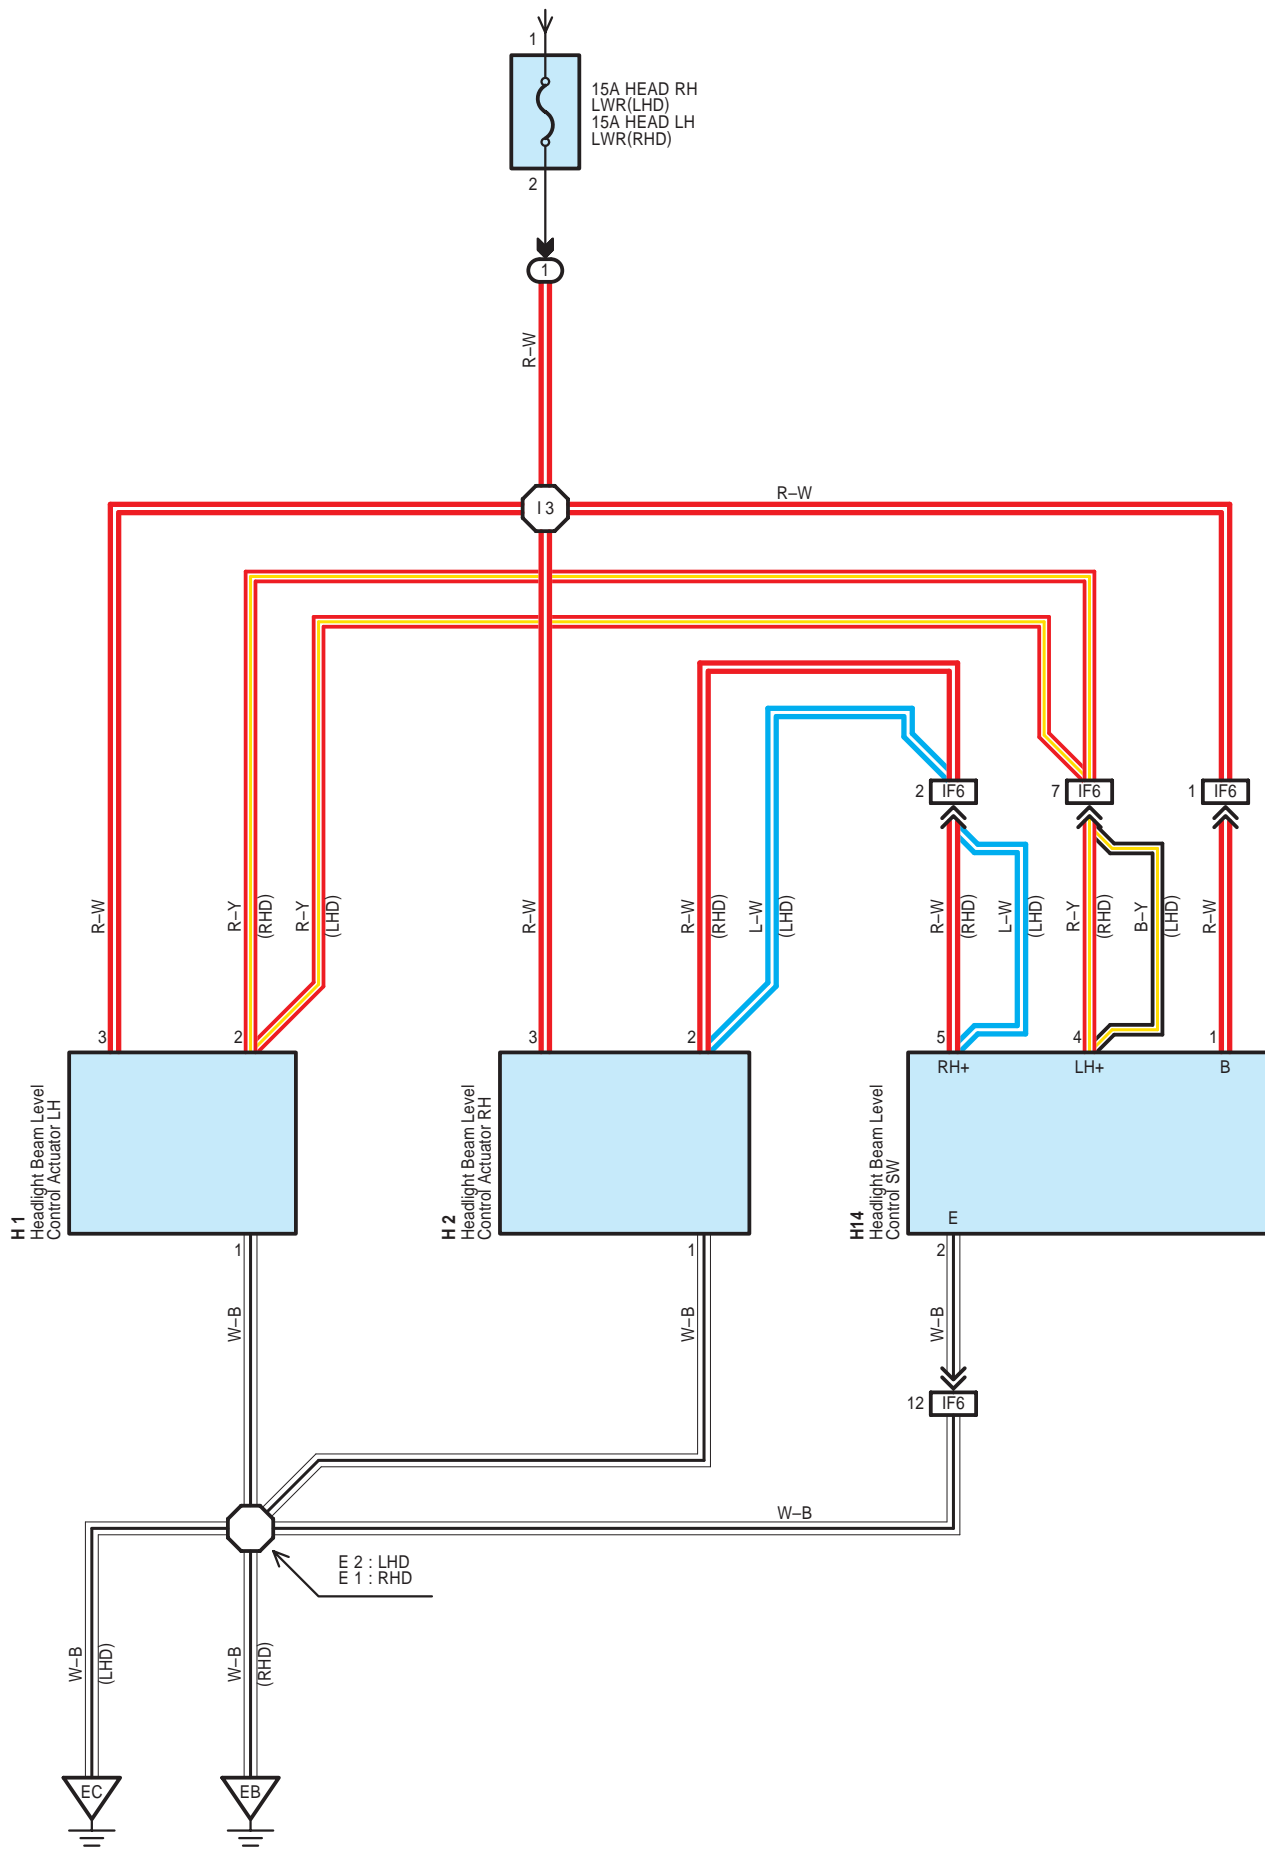 1
15A HEAD RH
LWR(LHD)
15A HEAD LH
LWR(RHD)
2
1
R–W
I 3
R–W
2 IF6
7 IF6
1 IF6
R–W
R–Y
(RHD)
R–Y
(LHD)
R–W
R–W
(RHD)
L–W
(LHD)
R–W
(RHD)
L–W
(LHD)
R–Y
(RHD)
B–Y
(LHD)
R–W
3
2
3
2
5
4
1
RH+
LH+
B
H 1
Headlight Beam Level
Control Actuator LH
H 2
Headlight Beam Level
Control Actuator RH
H14
Headlight Beam Level
Control SW
E
1
1
2
W–B
W–B
W–B
12 IF6
W–B
E 2 : LHD
E 1 : RHD
W–B
(LHD)
W–B
(RHD)
EC
EB